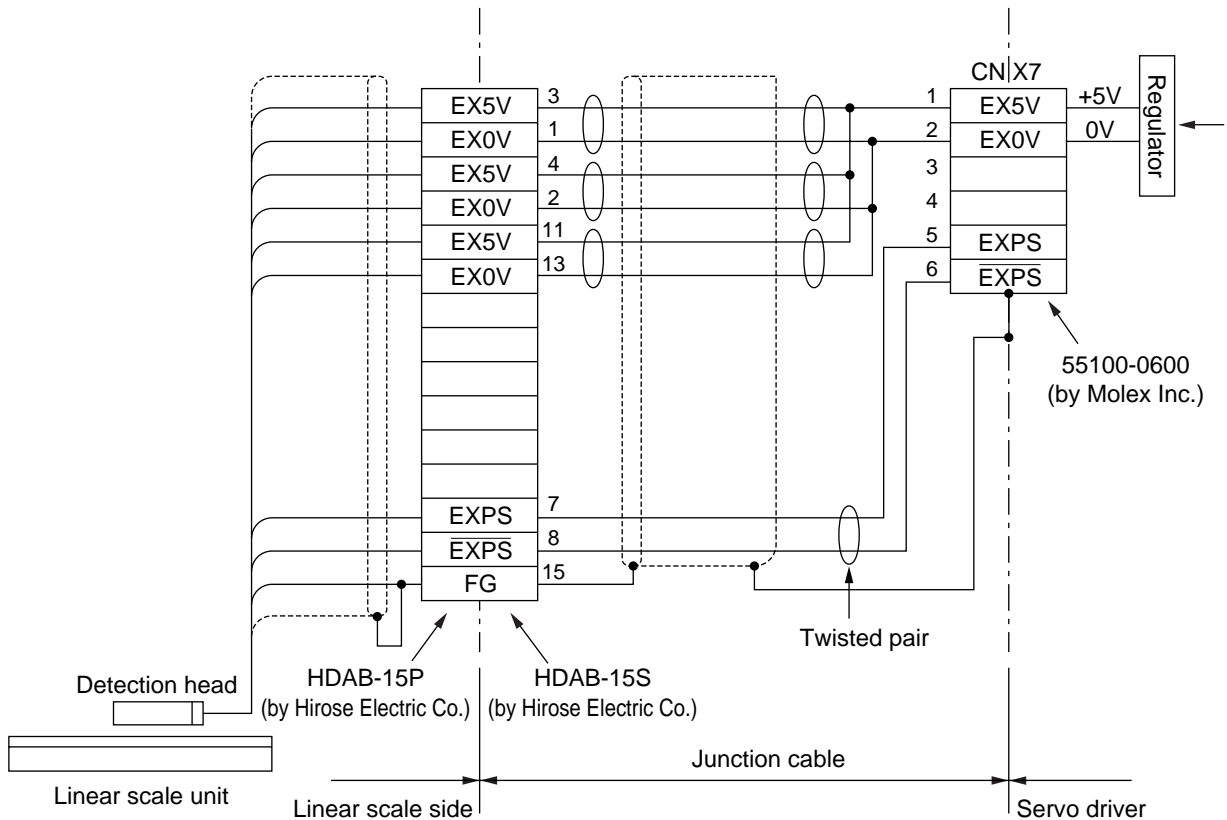 CN X7
EX5V 3
EX0V 1
EX5V 4
EX0V 2
EX5V 11
EX0V 13
EXPS 7
EXPS 8
FG 15
1 EX5V +5V
2 EX0V 0V
3
4
5 EXPS
6 EXPS
Regulator
55100-0600
(by Molex Inc.)
Twisted pair
HDAB-15P
(by Hirose Electric Co.)
HDAB-15S
(by Hirose Electric Co.)
Detection head
Linear scale unit
Junction cable
Linear scale side
Servo driver